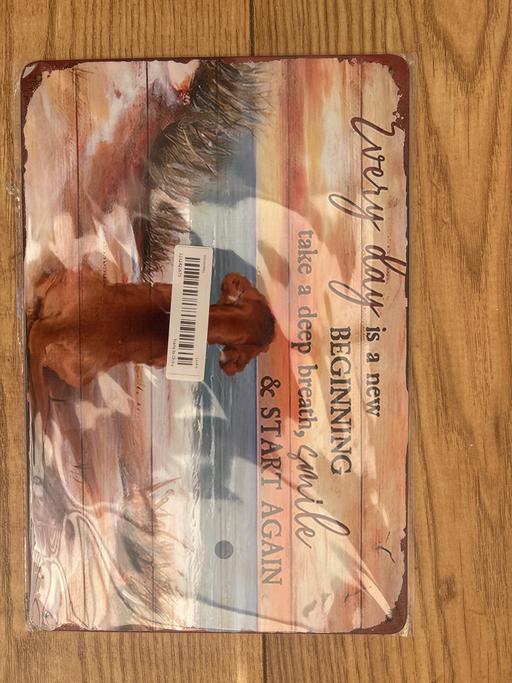 Every day is a new
BEGINNING
take a deep breath, smile
& START AGAIN